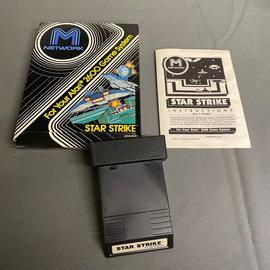 M
NETWORK
For Your Atari® 2600 Game System
STAR STRIKE
STAR STRIKE
INSTRUCTIONS
For Your Atari 2600 Game System
STAR STRIKE